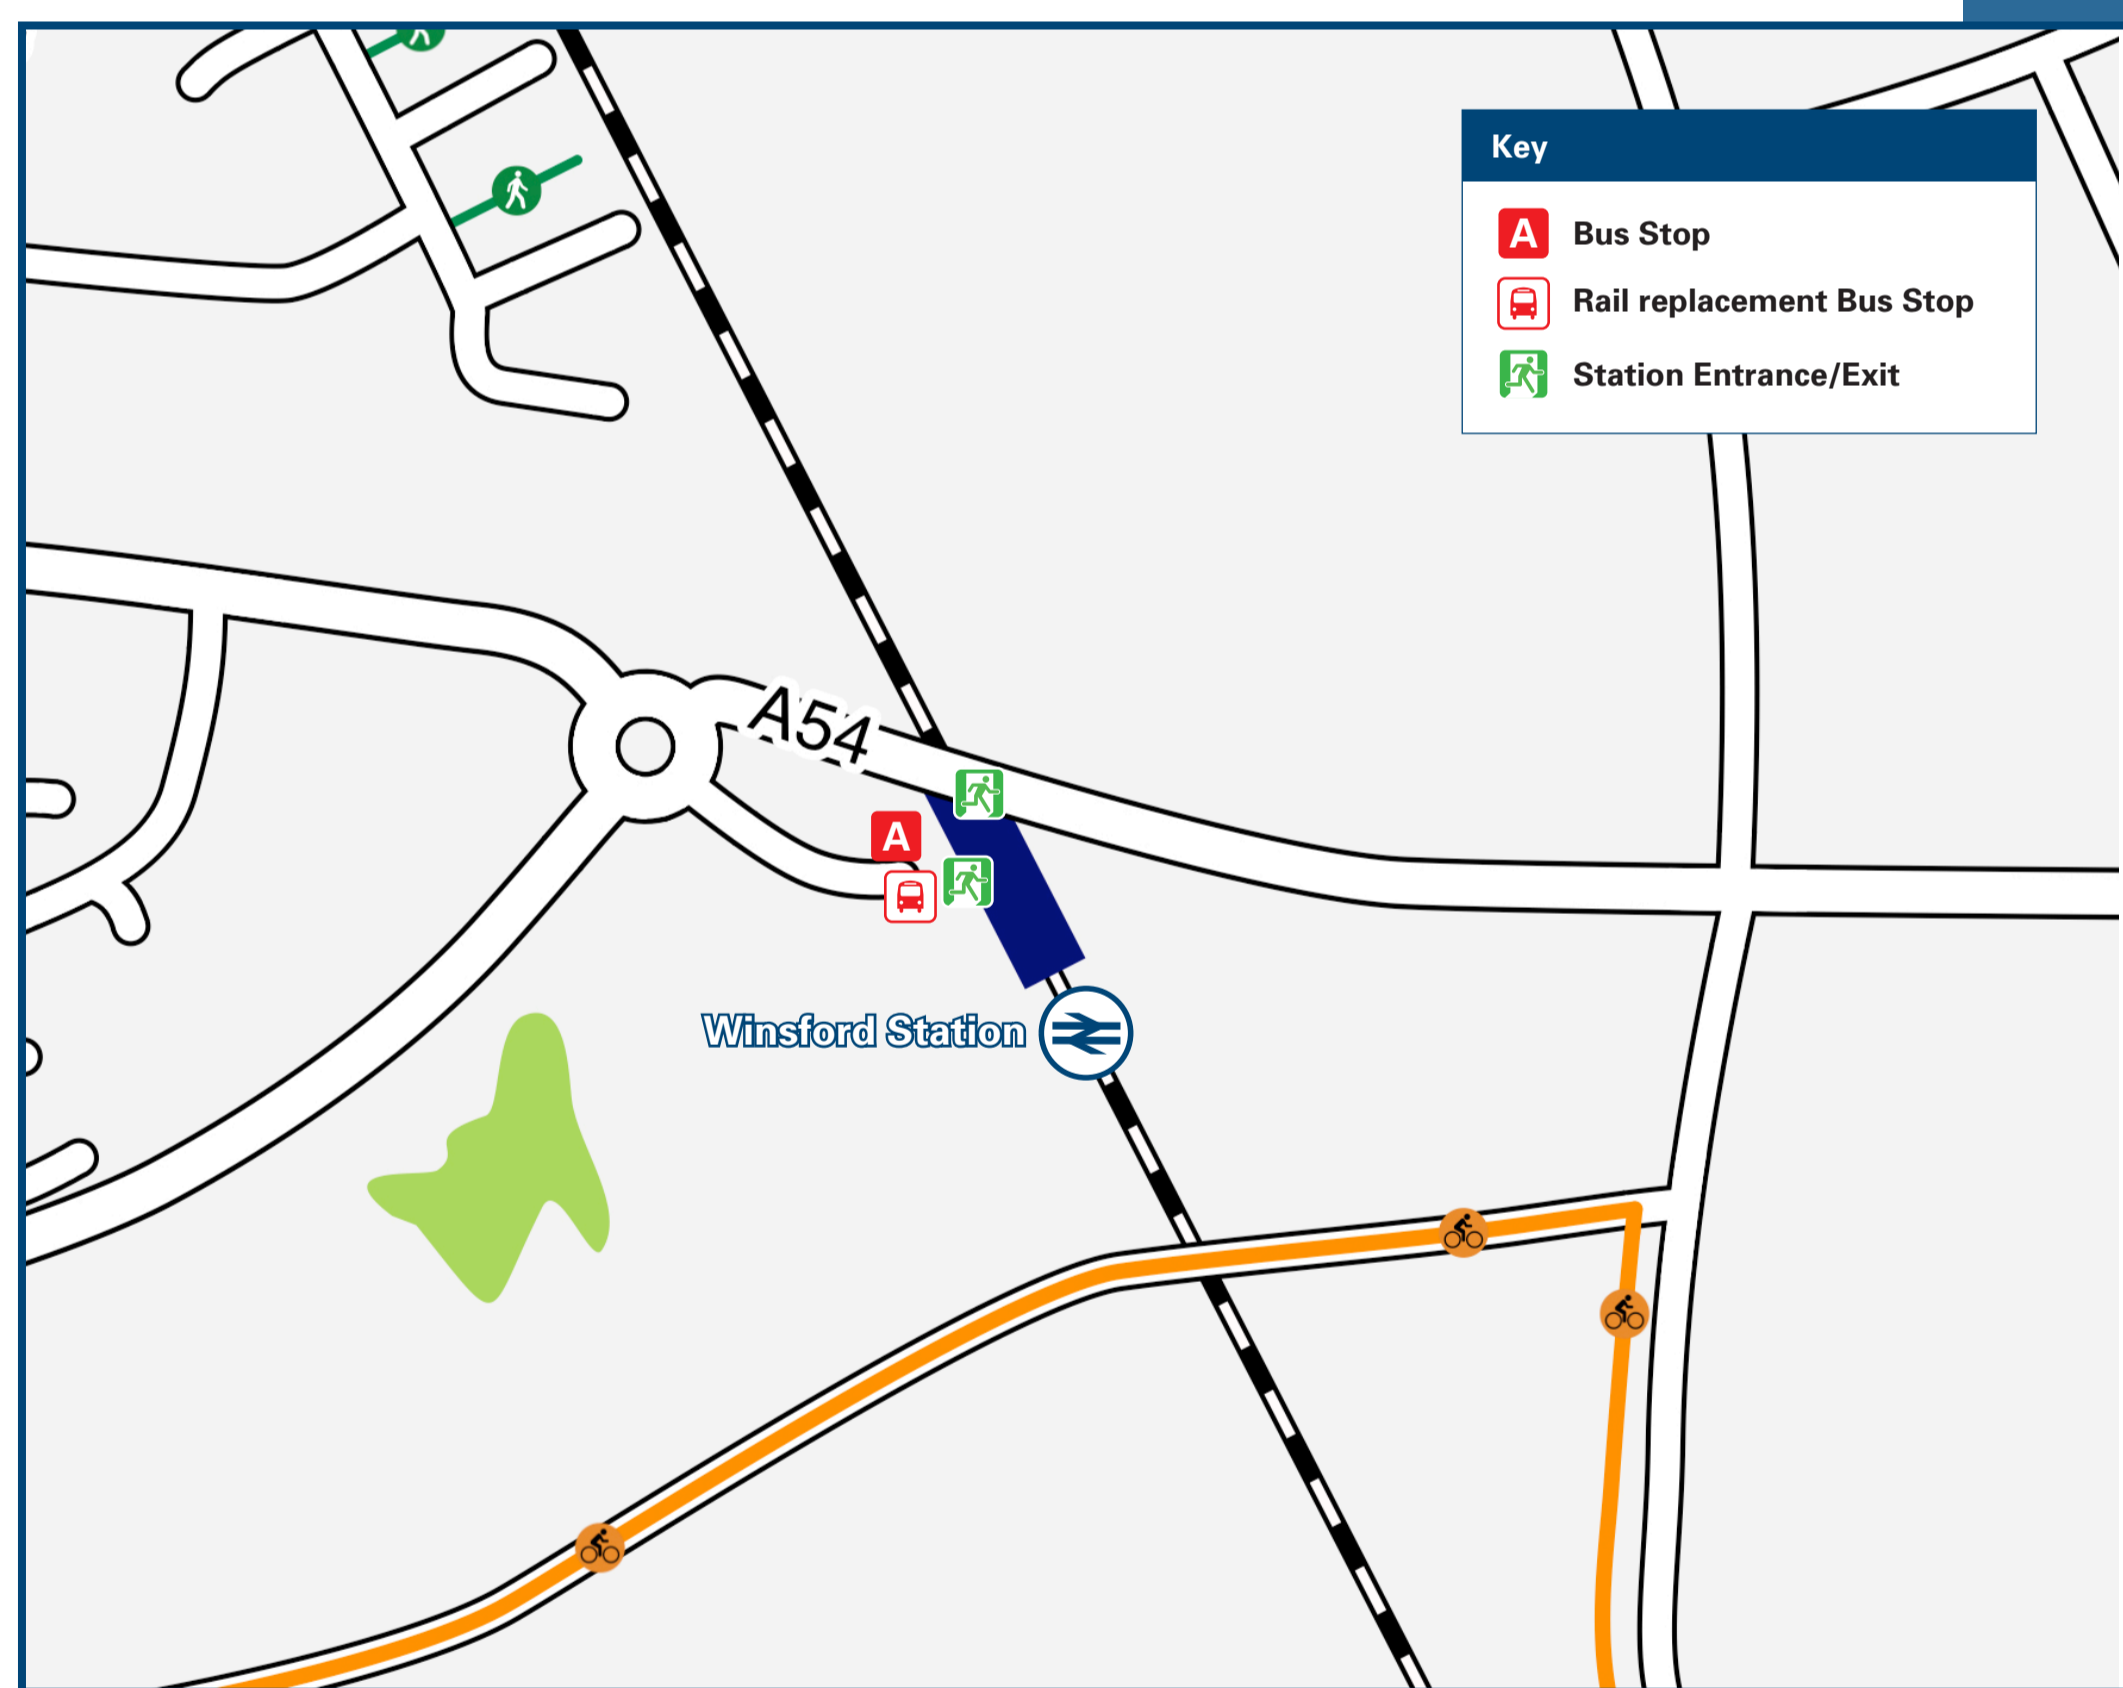 Key
A Bus Stop
Rail replacement Bus Stop
Station Entrance/Exit
A54
A
Winsford Station